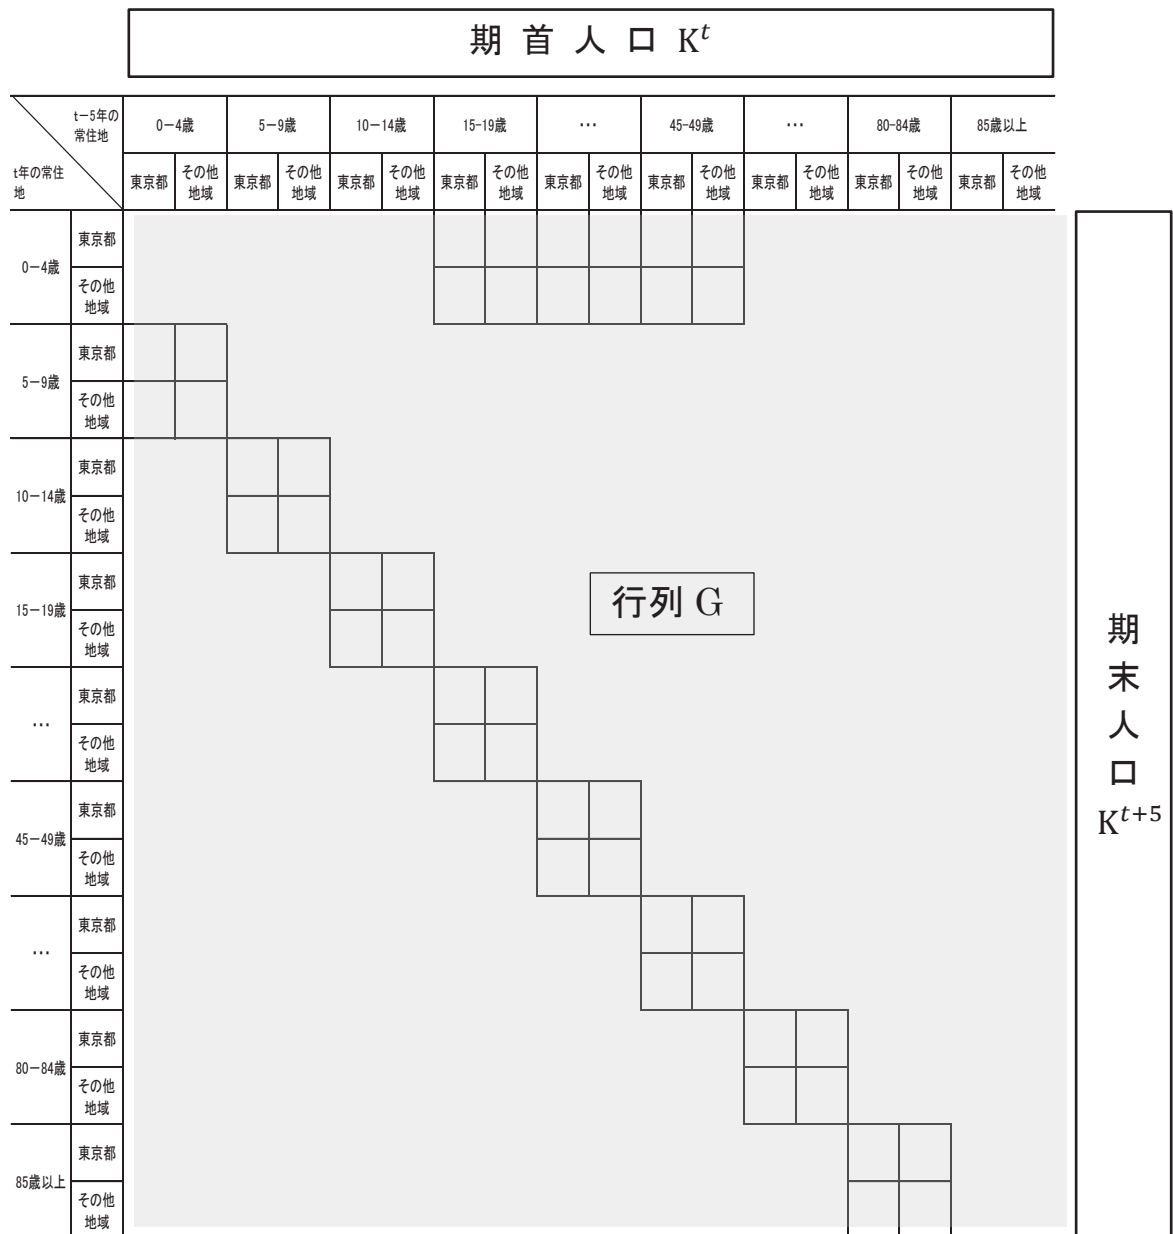 期首人口 K^t
t－5年の
常住地
t年の常住
地
0－4歳 5－9歳 10－14歳 15-19歳 … 45-49歳 … 80-84歳 85歳以上
東京都 その他地域 東京都 その他地域 東京都 その他地域 東京都 その他地域 東京都 その他地域 東京都 その他地域 東京都 その他地域 東京都 その他地域 東京都 その他地域
0－4歳
東京都
その他
地域
5－9歳
東京都
その他
地域
10－14歳
東京都
その他
地域
15－19歳
東京都
その他
地域
…
東京都
その他
地域
45－49歳
東京都
その他
地域
…
東京都
その他
地域
80－84歳
東京都
その他
地域
85歳以上
東京都
その他
地域
行列 G
期末人口
K^{t+5}